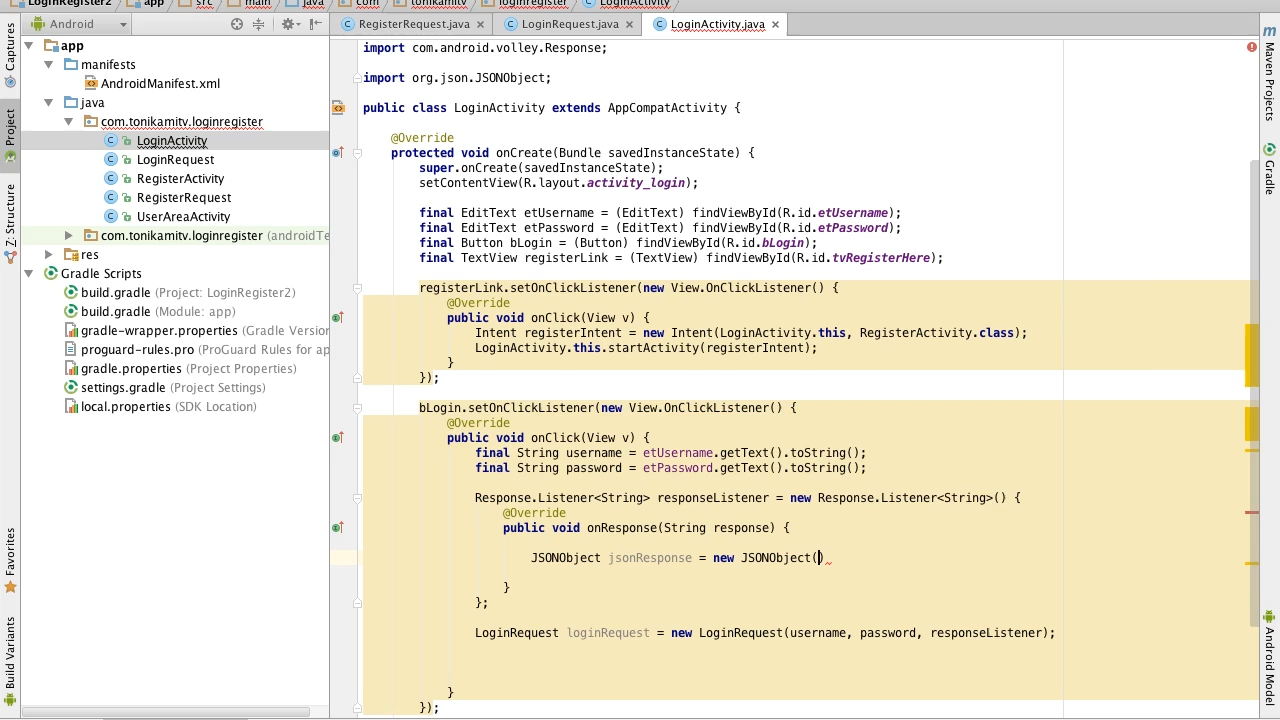 LoginRegister2 app src main java com tonikamitv loginregister LoginActivity
Android
RegisterRequest.java LoginRequest.java LoginActivity.java
Captures
Project
Z: Structure
Favorites
Build Variants
app
manifests
AndroidManifest.xml
java
com.tonikamitv.loginregister
LoginActivity
LoginRequest
RegisterActivity
RegisterRequest
UserAreaActivity
com.tonikamitv.loginregister (androidTe
res
Gradle Scripts
build.gradle (Project: LoginRegister2)
build.gradle (Module: app)
gradle-wrapper.properties (Gradle Version
proguard-rules.pro (ProGuard Rules for ap
gradle.properties (Project Properties)
settings.gradle (Project Settings)
local.properties (SDK Location)
import com.android.volley.Response;
import org.json.JSONObject;
public class LoginActivity extends AppCompatActivity {
@Override
protected void onCreate(Bundle savedInstanceState) {
super.onCreate(savedInstanceState);
setContentView(R.layout.activity_login);
final EditText etUsername = (EditText) findViewById(R.id.etUsername);
final EditText etPassword = (EditText) findViewById(R.id.etPassword);
final Button bLogin = (Button) findViewById(R.id.bLogin);
final TextView registerLink = (TextView) findViewById(R.id.tvRegisterHere);
registerLink.setOnClickListener(new View.OnClickListener() {
@Override
public void onClick(View v) {
Intent registerIntent = new Intent(LoginActivity.this, RegisterActivity.class);
LoginActivity.this.startActivity(registerIntent);
}
});
bLogin.setOnClickListener(new View.OnClickListener() {
@Override
public void onClick(View v) {
final String username = etUsername.getText().toString();
final String password = etPassword.getText().toString();
Response.Listener<String> responseListener = new Response.Listener<String>() {
@Override
public void onResponse(String response) {
JSONObject jsonResponse = new JSONObject()
}
};
LoginRequest loginRequest = new LoginRequest(username, password, responseListener);
}
});
Maven Projects
Gradle
Android Model